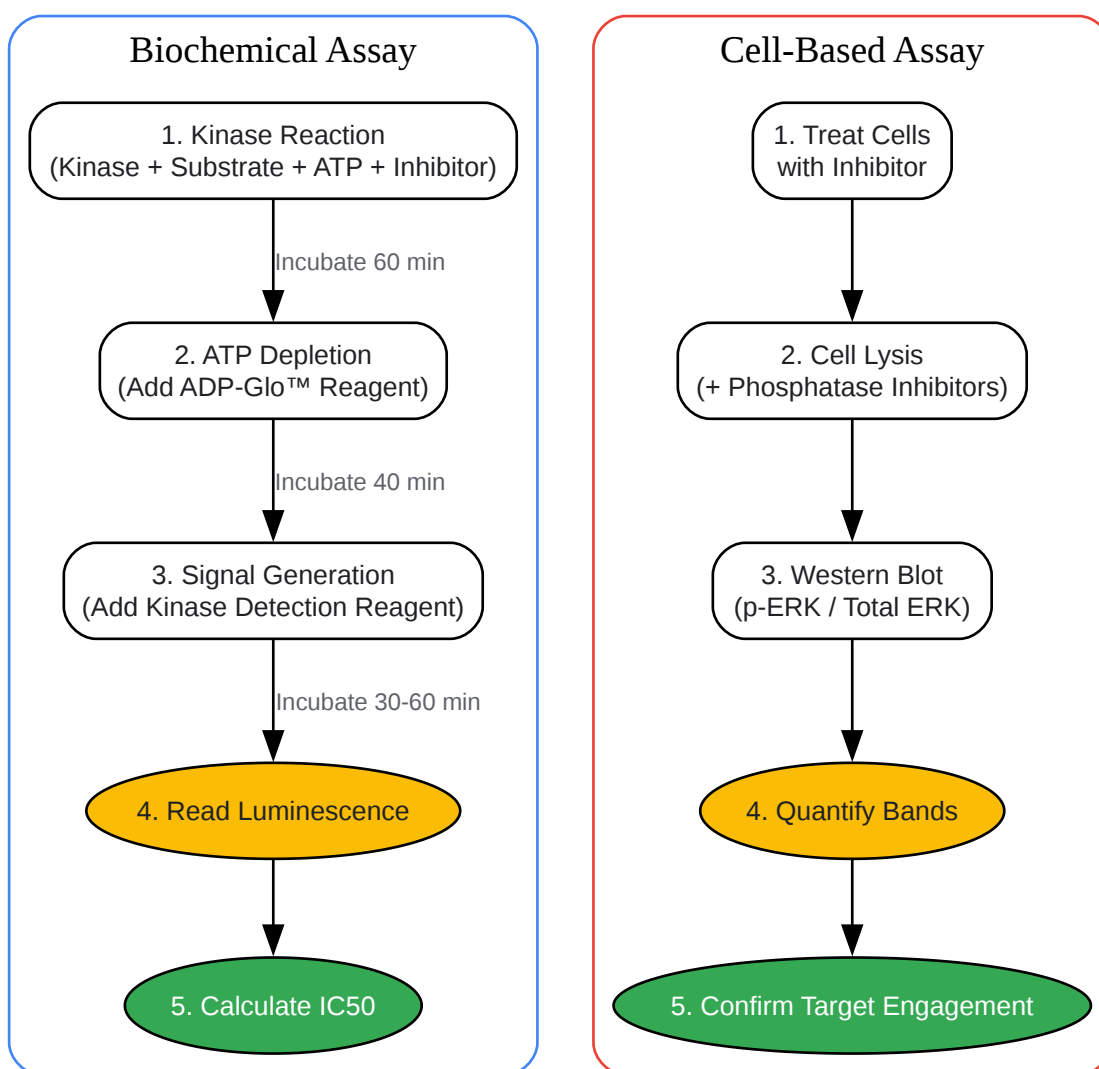 Biochemical Assay
1. Kinase Reaction
(Kinase + Substrate + ATP + Inhibitor)
Incubate 60 min
2. ATP Depletion
(Add ADP-Glo™ Reagent)
Incubate 40 min
3. Signal Generation
(Add Kinase Detection Reagent)
Incubate 30-60 min
4. Read Luminescence
5. Calculate IC50
Cell-Based Assay
1. Treat Cells
with Inhibitor
2. Cell Lysis
(+ Phosphatase Inhibitors)
3. Western Blot
(p-ERK / Total ERK)
4. Quantify Bands
5. Confirm Target Engagement